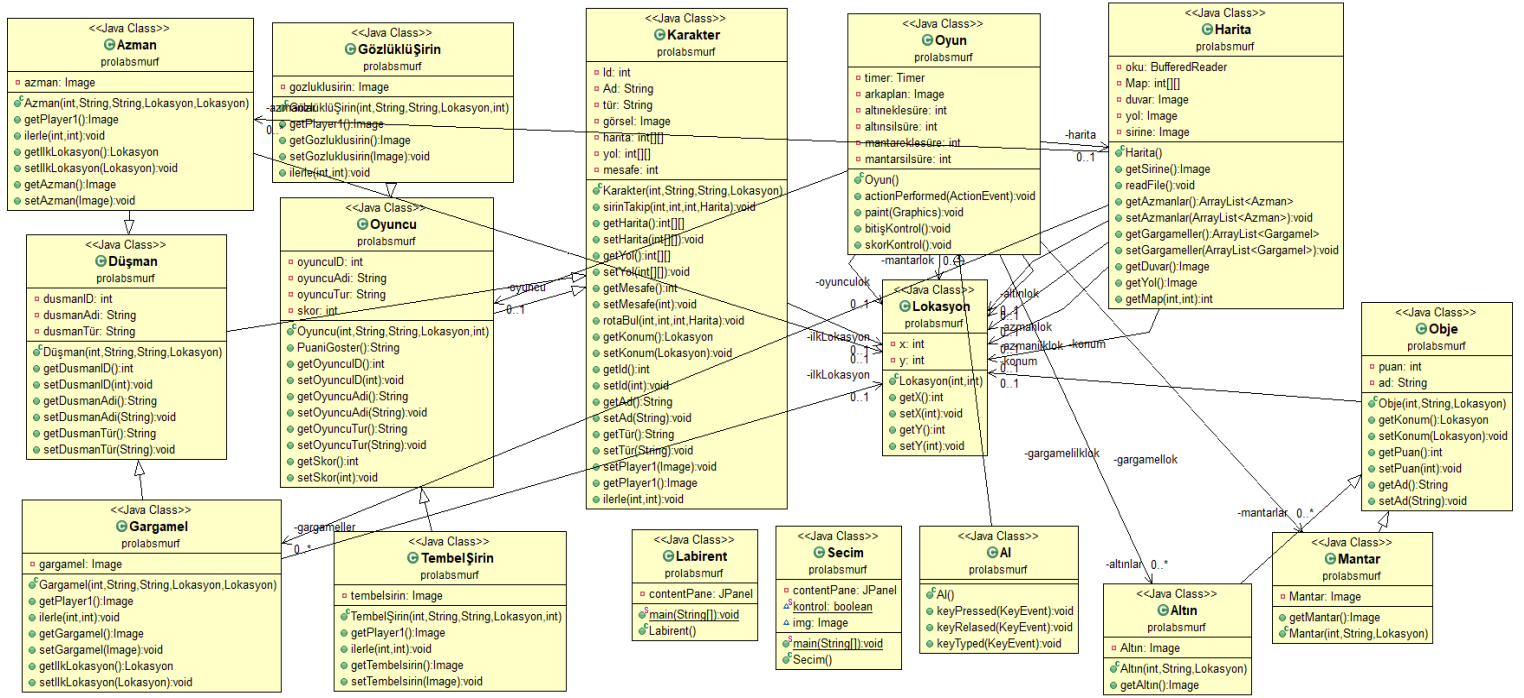 <<Java Class>>
Azman
prolabsmurf
azman: Image
Azman(int,String,String,Lokasyon,Lokasyon)
getPlayer1():Image
ilerle(int,int):void
getIlkLokasyon():Lokasyon
setIlkLokasyon(Lokasyon):void
getAzman():Image
setAzman(Image):void
<<Java Class>>
GözlüklüŞirin
prolabsmurf
gozluklusirin: Image
GözlüklüŞirin(int,String,String,Lokasyon,int)
getPlayer1():Image
getGozluklusirin():Image
setGozluklusirin(Image):void
ilerle(int,int):void
<<Java Class>>
Karakter
prolabsmurf
Id: int
Ad: String
tür: String
görsel: Image
harita: int[][]
yol: int[][]
mesafe: int
Karakter(int,String,String,Lokasyon)
sirinTakip(int,int,int,Harita):void
getHarita():int[][]
setHarita(int[][]):void
getYol():int[][]
setYol(int[][]):void
getMesafe():int
setMesafe(int):void
rotaBul(int,int,int,Harita):void
getKonum():Lokasyon
setKonum(Lokasyon):void
getId():int
setId(int):void
getAd():String
setAd(String):void
getTür():String
setTür(String):void
setPlayer1(Image):void
getPlayer1():Image
ilerle(int,int):void
<<Java Class>>
Oyun
prolabsmurf
timer: Timer
arkaplan: Image
altıneklesüre: int
altınsilsüre: int
mantareklesüre: int
mantarsilsüre: int
Oyun()
actionPerformed(ActionEvent):void
paint(Graphics):void
bitişKontrol():void
skorKontrol():void
<<Java Class>>
Harita
prolabsmurf
oku: BufferedReader
Map: int[][]
duvar: Image
yol: Image
sirine: Image
Harita()
getSirine():Image
readFile():void
getAzmanlar():ArrayList<Azman>
setAzmanlar(ArrayList<Azman>):void
getGargameller():ArrayList<Gargamel>
setGargameller(ArrayList<Gargamel>):void
getDuvar():Image
getYol():Image
getMap(int,int):int
<<Java Class>>
Düşman
prolabsmurf
dusmanID: int
dusmanAdi: String
dusmanTür: String
Düşman(int,String,String,Lokasyon)
getDusmanID():int
setDusmanID(int):void
getDusmanAdi():String
setDusmanAdi(String):void
getDusmanTür():String
setDusmanTür(String):void
<<Java Class>>
Oyuncu
prolabsmurf
oyuncuID: int
oyuncuAdi: String
oyuncuTur: String
skor: int
Oyuncu(int,String,String,Lokasyon,int)
PuaniGoster():String
getOyuncuID():int
setOyuncuID(int):void
getOyuncuAdi():String
setOyuncuAdi(String):void
getOyuncuTur():String
setOyuncuTur(String):void
getSkor():int
setSkor(int):void
<<Java Class>>
Lokasyon
prolabsmurf
x: int
y: int
Lokasyon(int,int)
getX():int
setX(int):void
getY():int
setY(int):void
<<Java Class>>
Obje
prolabsmurf
puan: int
ad: String
Obje(int,String,Lokasyon)
getKonum():Lokasyon
setKonum(Lokasyon):void
getPuan():int
setPuan(int):void
getAd():String
setAd(String):void
<<Java Class>>
Gargamel
prolabsmurf
gargamel: Image
Gargamel(int,String,String,Lokasyon,Lokasyon)
getPlayer1():Image
ilerle(int,int):void
getGargamel():Image
setGargamel(Image):void
getIlkLokasyon():Lokasyon
setIlkLokasyon(Lokasyon):void
<<Java Class>>
TembelŞirin
prolabsmurf
tembelsirin: Image
TembelŞirin(int,String,String,Lokasyon,int)
getPlayer1():Image
ilerle(int,int):void
getTembelsirin():Image
setTembelsirin(Image):void
<<Java Class>>
Labirent
prolabsmurf
contentPane: JPanel
main(String[]):void
Labirent()
<<Java Class>>
Secim
prolabsmurf
contentPane: JPanel
kontrol: boolean
img: Image
main(String[]):void
Secim()
<<Java Class>>
Al
prolabsmurf
Al()
keyPressed(KeyEvent):void
keyRelased(KeyEvent):void
keyTyped(KeyEvent):void
<<Java Class>>
Altın
prolabsmurf
Altın: Image
Altın(int,String,Lokasyon)
getAltın():Image
<<Java Class>>
Mantar
prolabsmurf
Mantar: Image
getMantar():Image
Mantar(int,String,Lokasyon)
-harita
0..1
-oyuncu
0..1
-mantarlok
-oyunculok
0..1
-altınlok
0..1
-azmanlok
0..1
-azmanilklok
0..1
-konum
-konum
0..1
-ilkLokasyon
0..1
-ilkLokasyon
0..1
-gargamelilklok
-gargamellok
-gargameller
0..*
-mantarlar 0..*
-altınlar 0..*